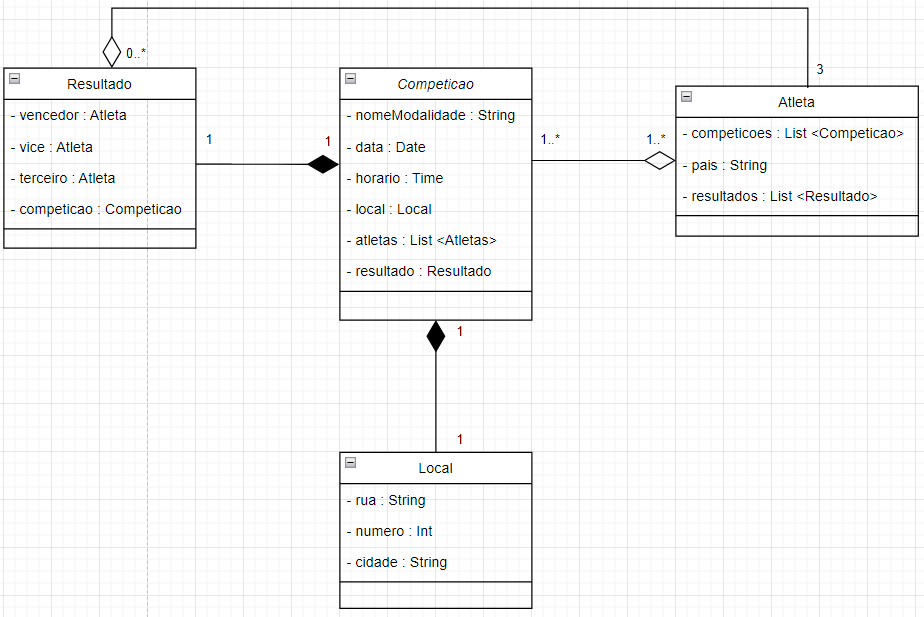 0..*
3
Resultado
- vencedor : Atleta
- vice : Atleta
- terceiro : Atleta
- competicao : Competicao
1
1
Competicao
- nomeModalidade : String
- data : Date
- horario : Time
- local : Local
- atletas : List <Atletas>
- resultado : Resultado
1..*
1..*
Atleta
- competicoes : List <Competicao>
- pais : String
- resultados : List <Resultado>
1
1
Local
- rua : String
- numero : Int
- cidade : String